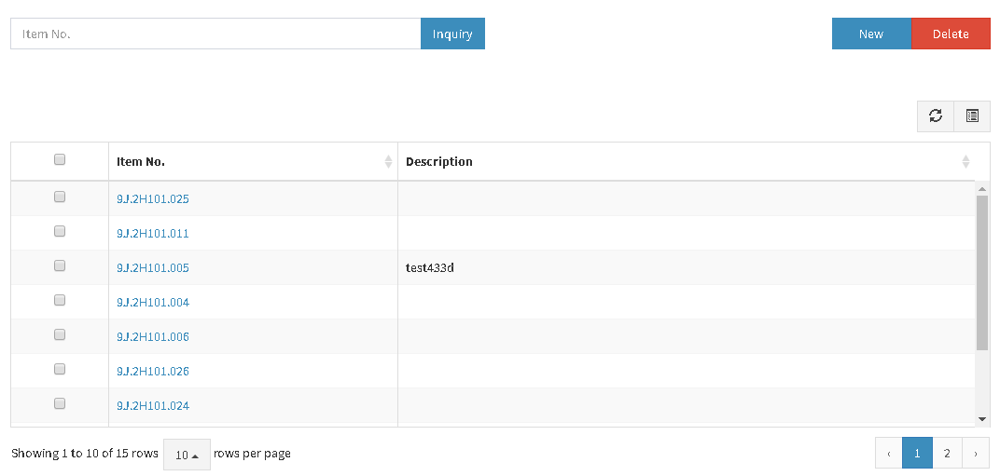 Item No. Inquiry New Delete
Item No. Description
9J.2H101.025
9J.2H101.011
9J.2H101.005 test433d
9J.2H101.004
9J.2H101.006
9J.2H101.026
9J.2H101.024
Showing 1 to 10 of 15 rows 10 rows per page ‹ 1 2 ›